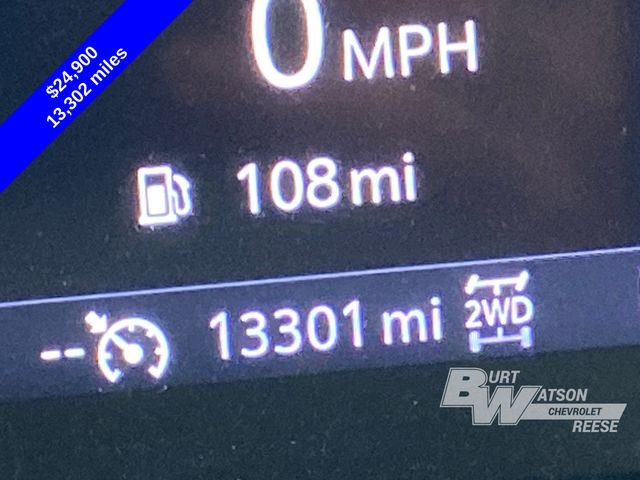 $24,900
13,302 miles
0 MPH
108 mi
-- 13301 mi 2WD
BURT
WATSON
CHEVROLET
REESE